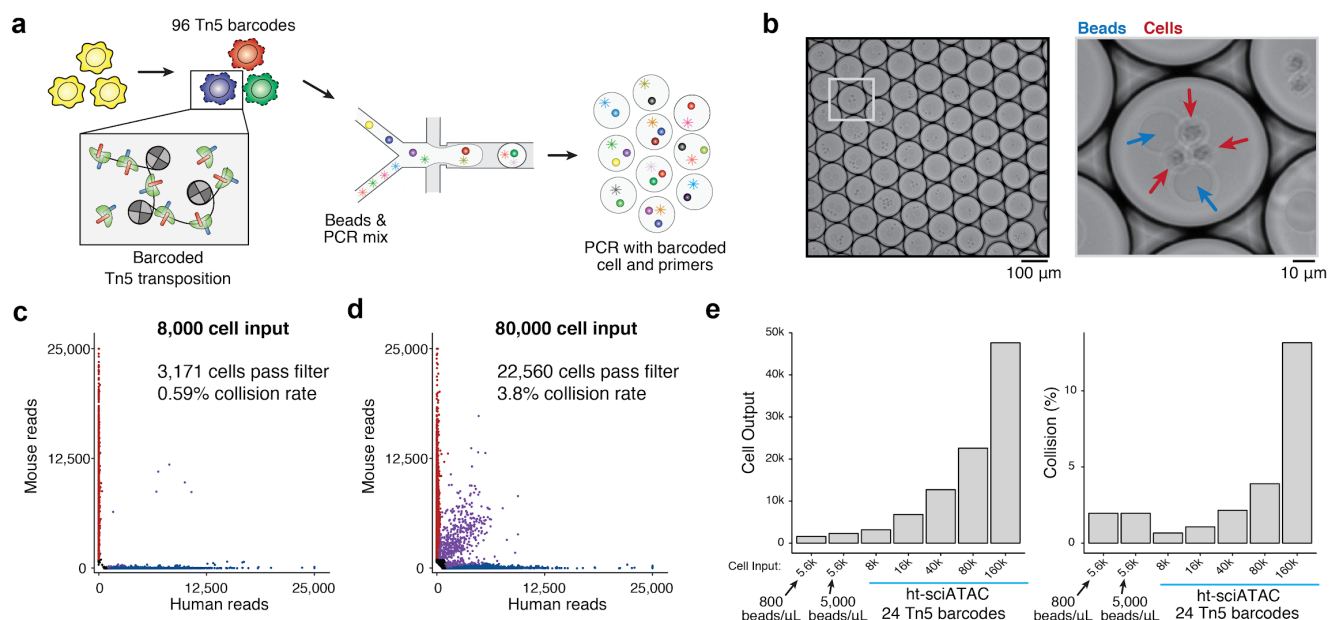 a
96 Tn5 barcodes
Barcoded
Tn5 transposition
Beads &
PCR mix
PCR with barcoded
cell and primers
b
Beads Cells
100 µm
10 µm
c
8,000 cell input
3,171 cells pass filter
0.59% collision rate
Mouse reads
25,000
12,500
0
0
12,500
25,000
Human reads
d
80,000 cell input
22,560 cells pass filter
3.8% collision rate
Mouse reads
25,000
12,500
0
0
12,500
25,000
Human reads
e
Cell Output
50k
40k
30k
20k
10k
0
Cell Input:
5.6k
5.6k
8k
16k
40k
80k
160k
800
beads/µL
5,000
beads/µL
ht-sciATAC
24 Tn5 barcodes
Collision (%)
10
5
0
5.6k
5.6k
8k
16k
40k
80k
160k
800
beads/µL
5,000
beads/µL
ht-sciATAC
24 Tn5 barcodes